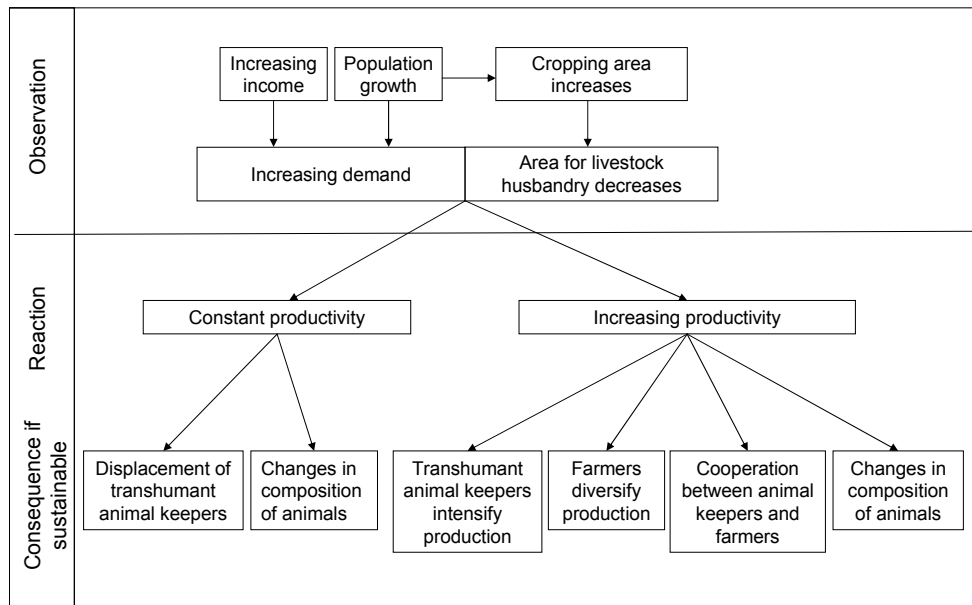 Observation
Increasing
income
Population
growth
Cropping area
increases
Increasing demand
Area for livestock
husbandry decreases
Reaction
Constant productivity
Increasing productivity
Consequence if
sustainable
Displacement of
transhumant
animal keepers
Changes in
composition
of animals
Transhumant
animal keepers
intensify
production
Farmers
diversify
production
Cooperation
between animal
keepers and
farmers
Changes in
composition
of animals